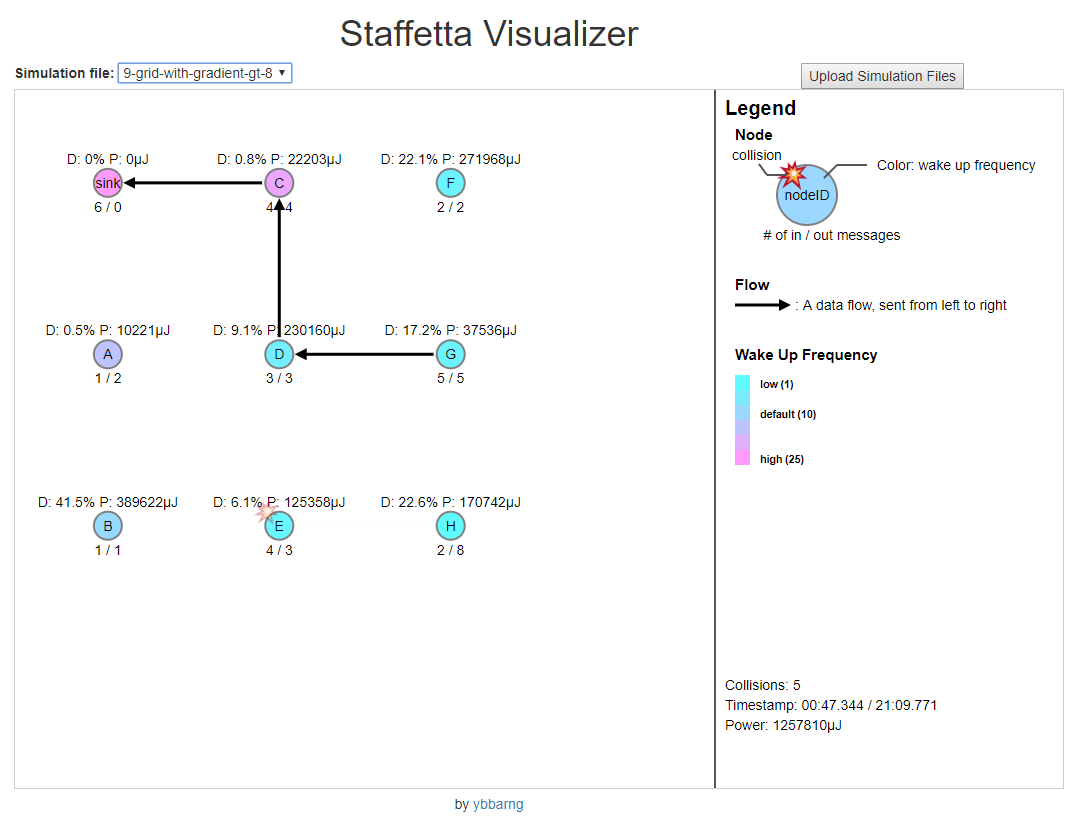 Staffetta Visualizer
Simulation file: 9-grid-with-gradient-gt-8
Upload Simulation Files
D: 0% P: 0µJ
D: 0.8% P: 22203µJ
D: 22.1% P: 271968µJ
sink
C
F
6 / 0
4 / 4
2 / 2
D: 0.5% P: 10221µJ
D: 9.1% P: 230160µJ
D: 17.2% P: 37536µJ
A
D
G
1 / 2
3 / 3
5 / 5
D: 41.5% P: 389622µJ
D: 6.1% P: 125358µJ
D: 22.6% P: 170742µJ
B
E
H
1 / 1
4 / 3
2 / 8
Legend
Node
collision
Color: wake up frequency
nodeID
# of in / out messages
Flow
: A data flow, sent from left to right
Wake Up Frequency
low (1)
default (10)
high (25)
Collisions: 5
Timestamp: 00:47.344 / 21:09.771
Power: 1257810µJ
by ybbarng